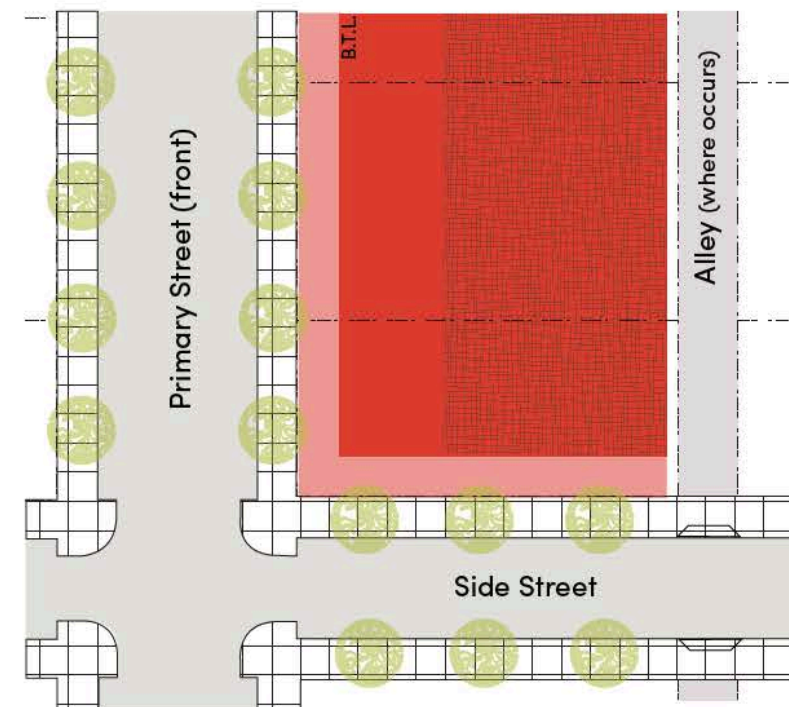 B.T.L.
Primary Street (front)
Alley (where occurs)
Side Street